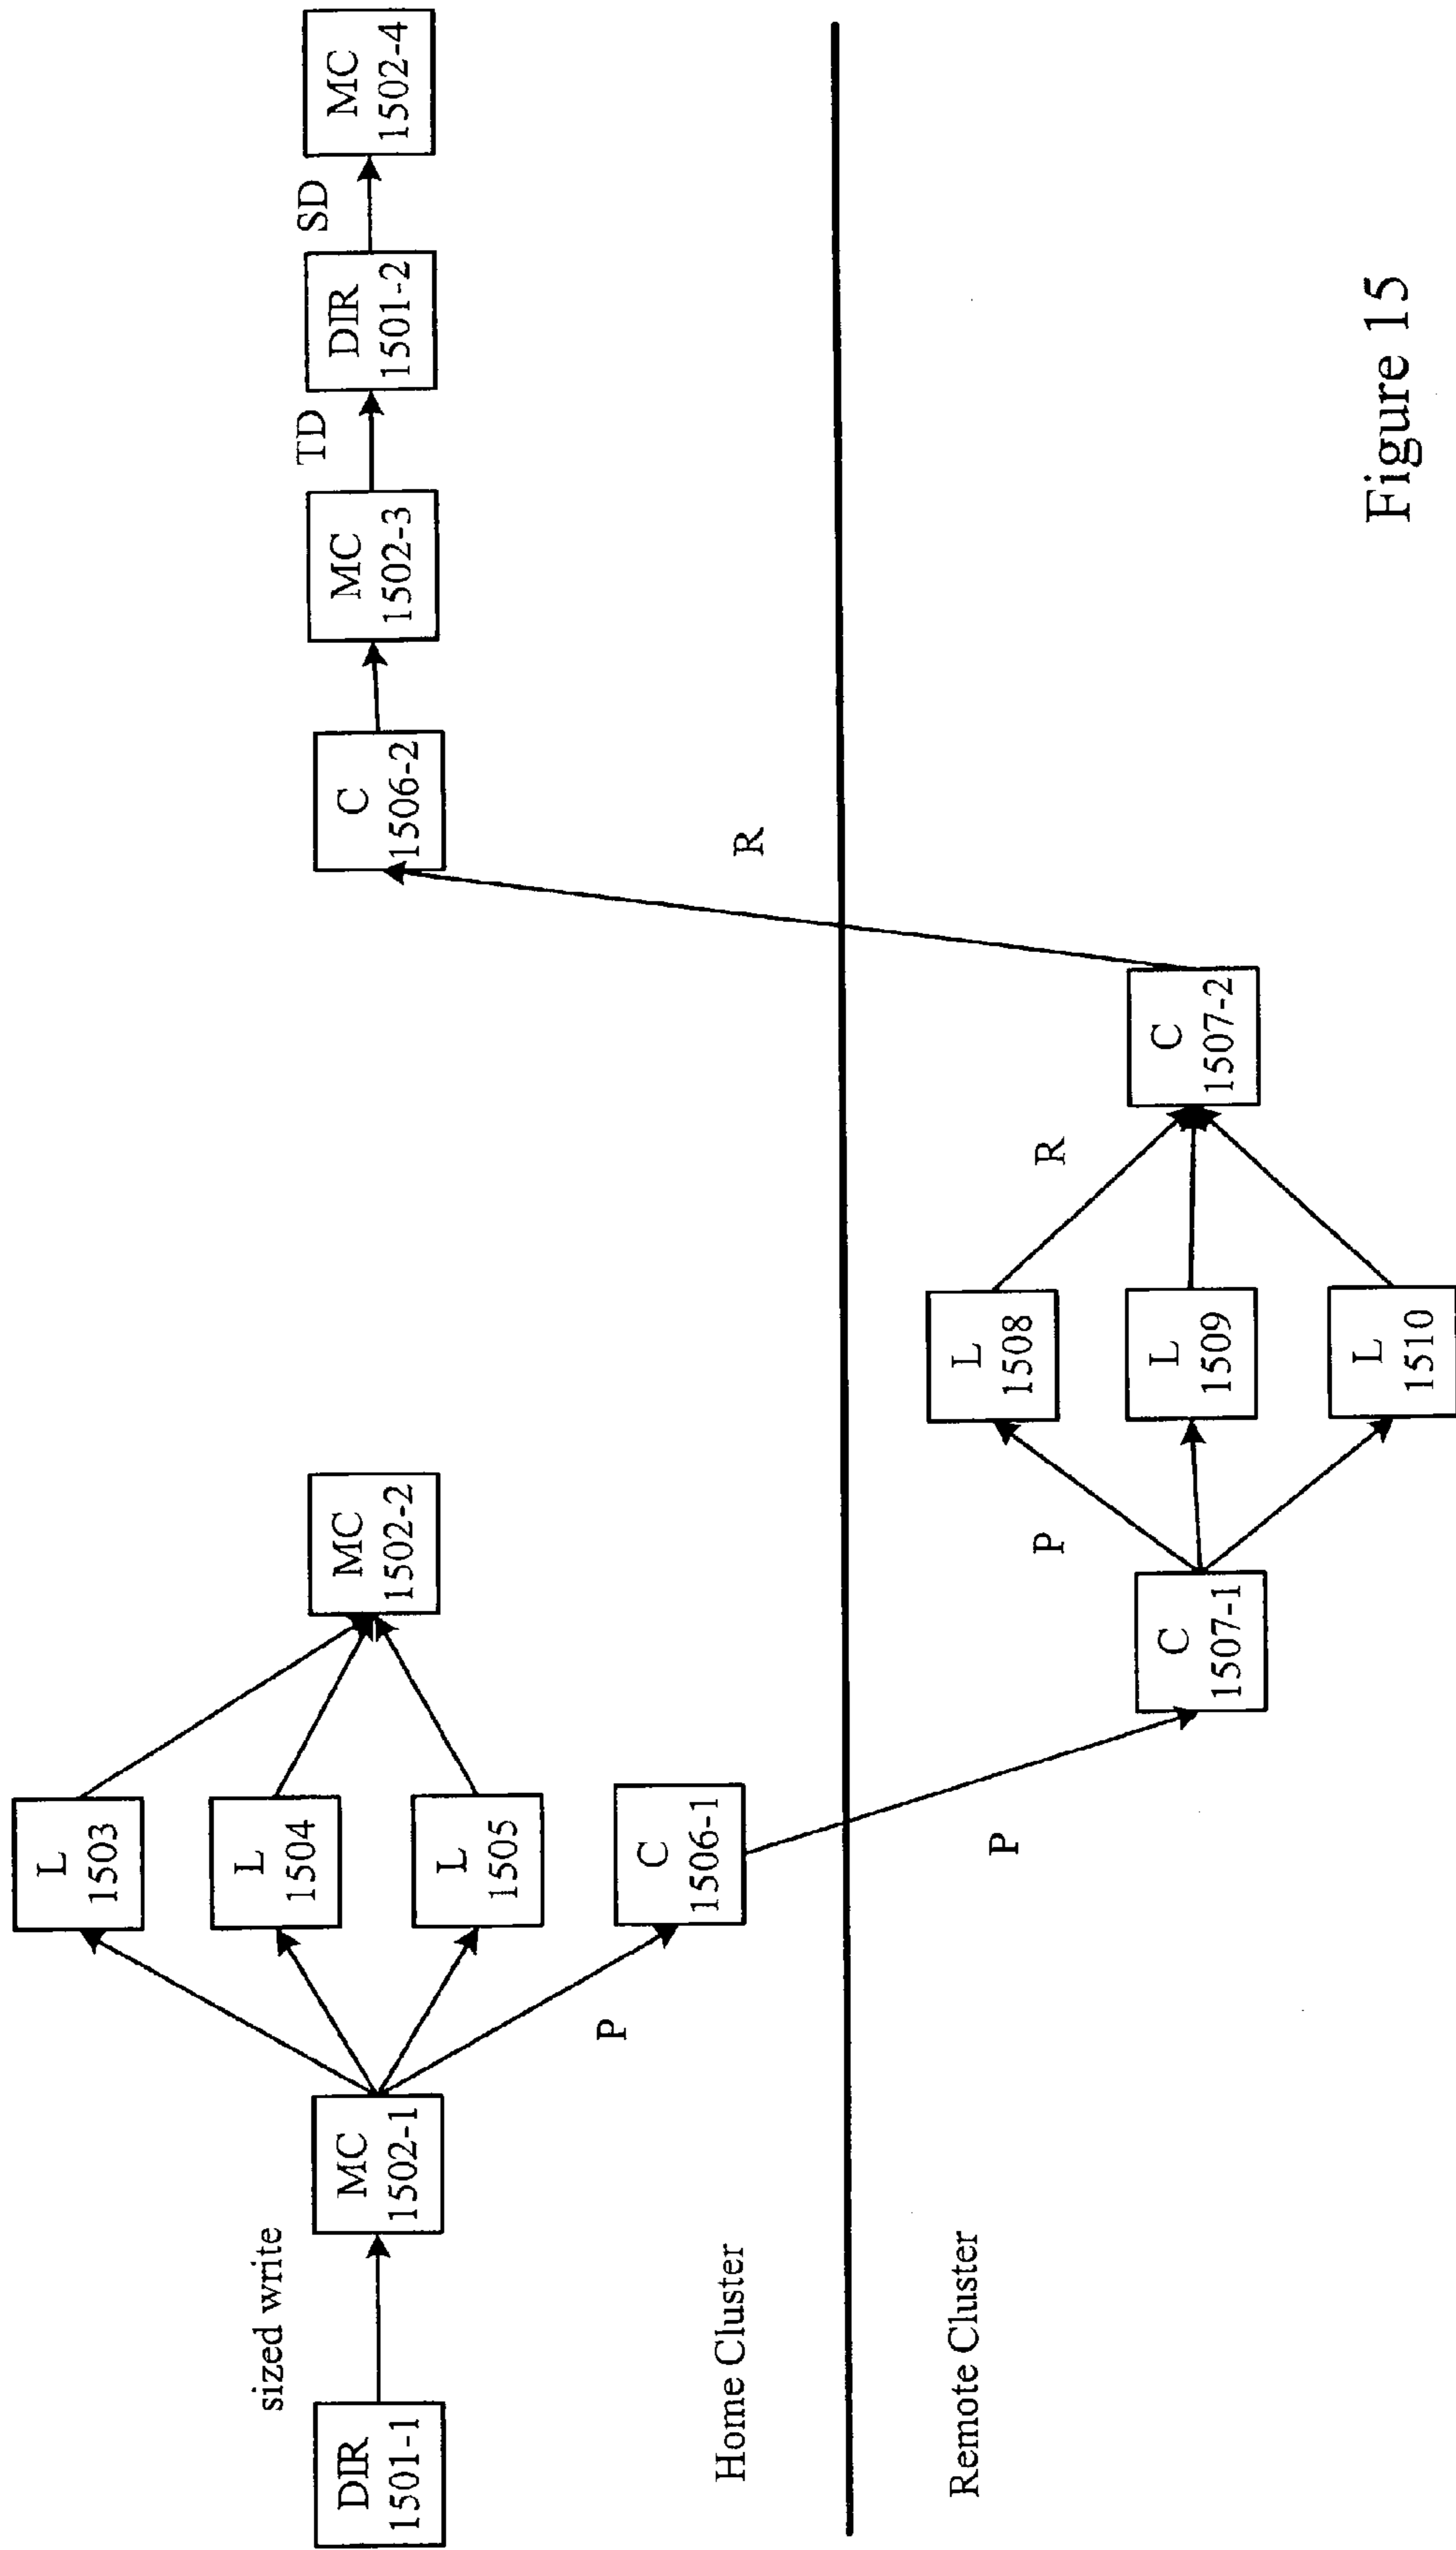 sized write
DIR
1501-1
MC
1502-1
P
L
1503
L
1504
L
1505
C
1506-1
MC
1502-2
Home Cluster
Remote Cluster
P
C
1507-1
P
L
1508
L
1509
L
1510
R
C
1507-2
R
C
1506-2
MC
1502-3
TD
DIR
1501-2
SD
MC
1502-4
Figure 15